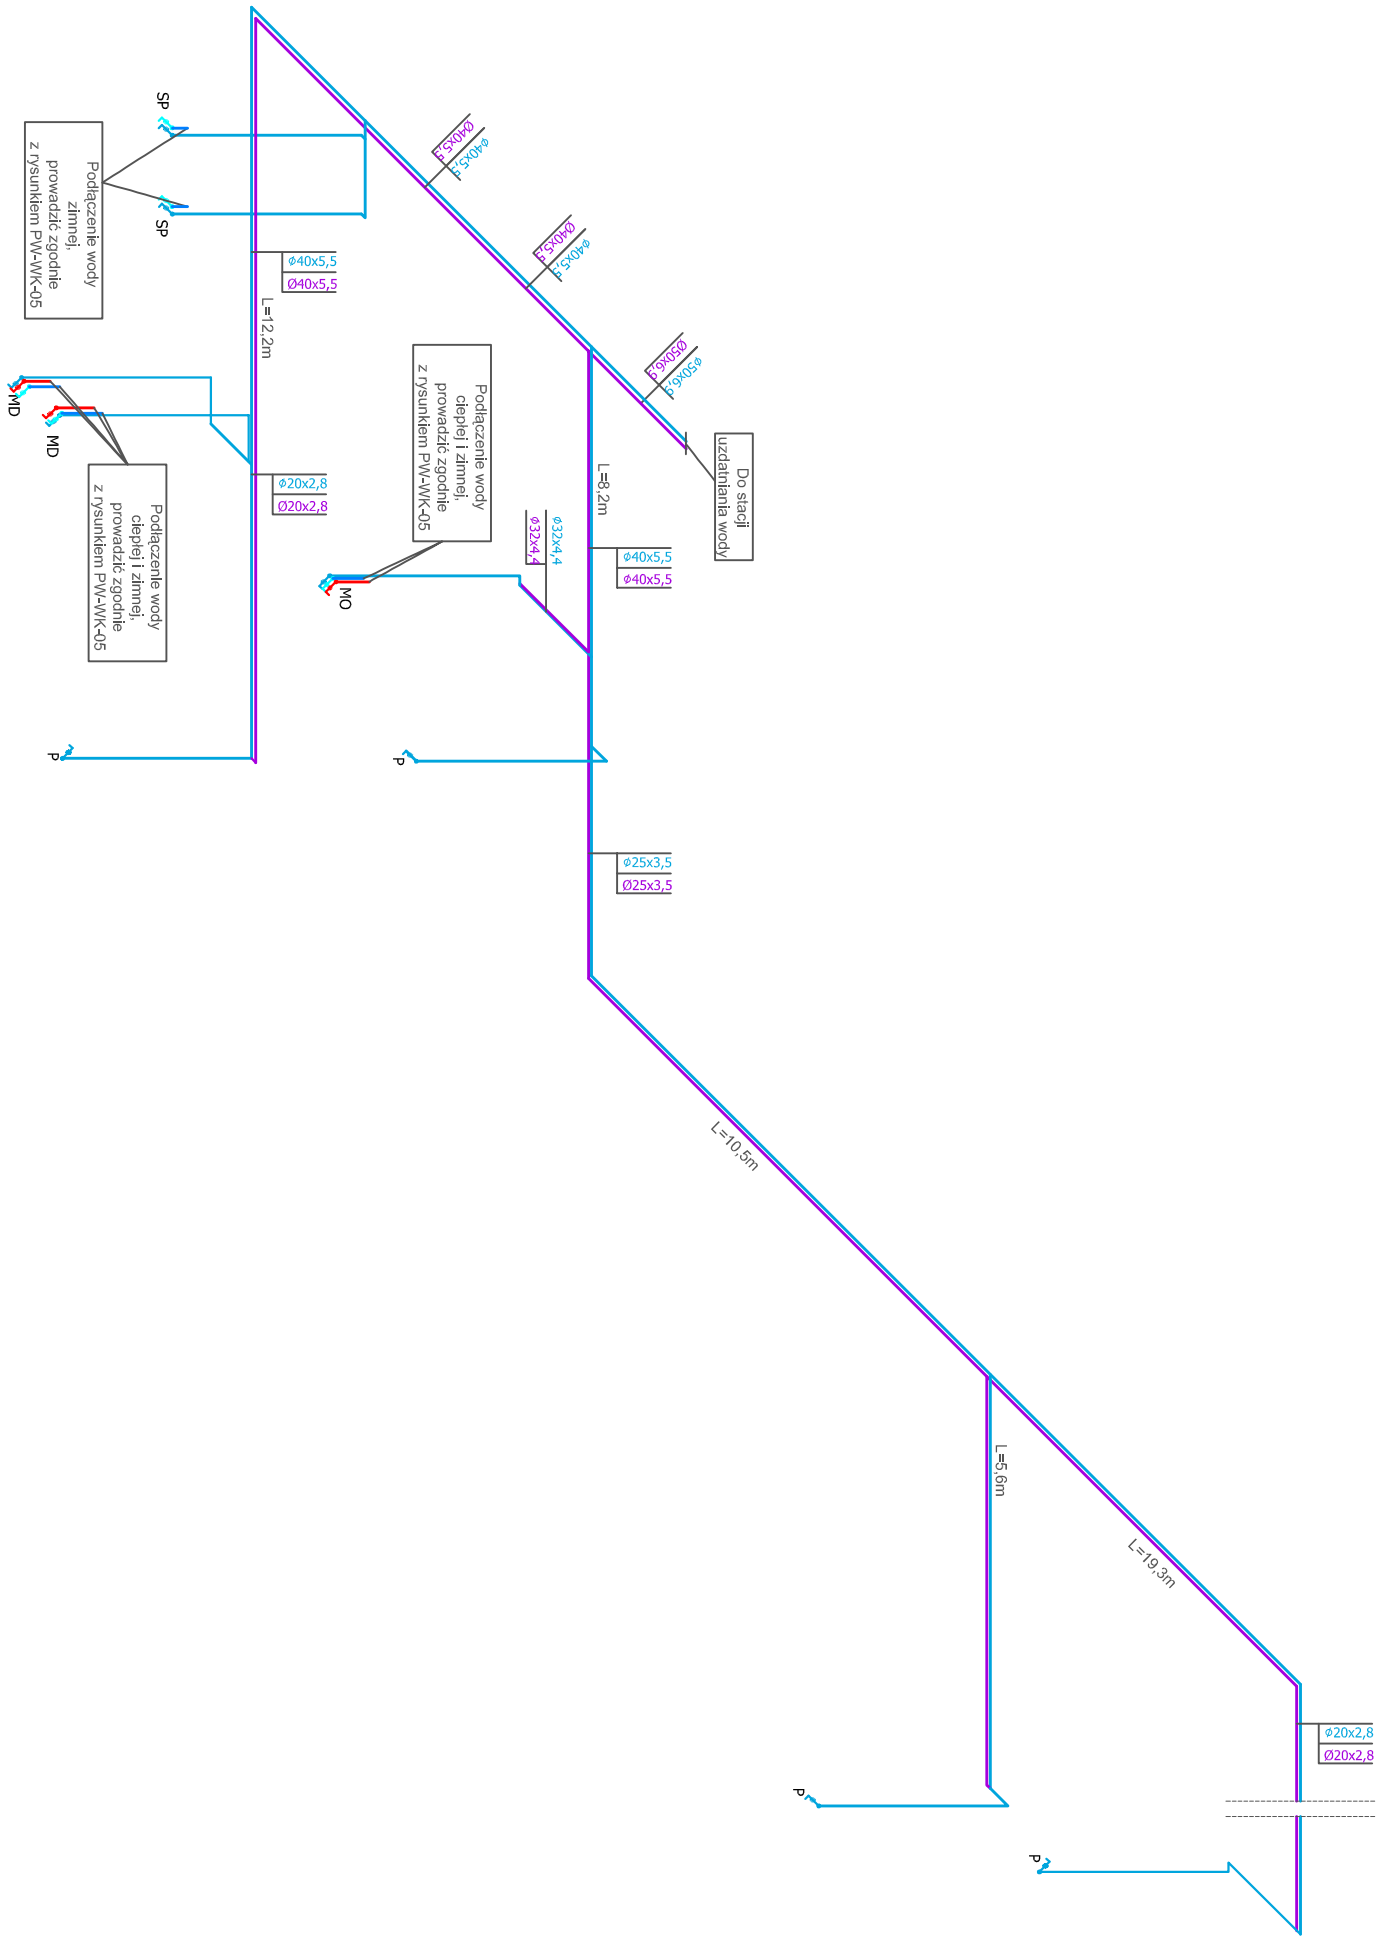 SP
SP
Podłączenie wody
zimnej,
prowadzić zgodnie
z rysunkiem PW-WK-05
Ø40x5,5
ø40x5,5
Ø40x5,5
ø40x5,5
Ø50x6,9
ø50x6,9
Do stacji
uzdatniania wody
ø40x5,5
Ø40x5,5
L=12,2m
MD
MD
Podłączenie wody
ciepłej i zimnej,
prowadzić zgodnie
z rysunkiem PW-WK-05
ø20x2,8
Ø20x2,8
Podłączenie wody
ciepłej i zimnej,
prowadzić zgodnie
z rysunkiem PW-WK-05
L=8,2m
ø32x4,4
ø32x4,4
ø40x5,5
ø40x5,5
MO
P
P
ø25x3,5
Ø25x3,5
L=10,5m
L=5,6m
L=19,3m
ø20x2,8
Ø20x2,8
P
P